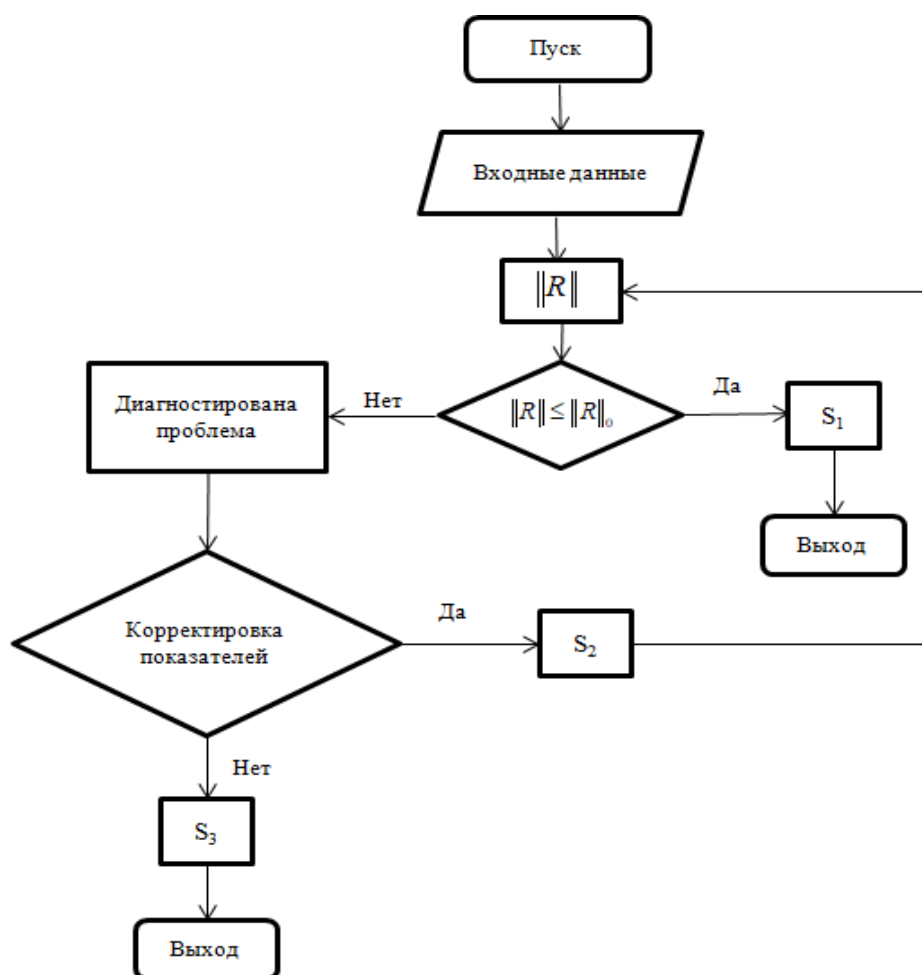 Пуск
Входные данные
‖R‖
Да
Нет
Диагностирована
проблема
‖R‖ ≤ ‖R‖₀
S₁
Выход
Да
Корректировка
показателей
S₂
Нет
S₃
Выход